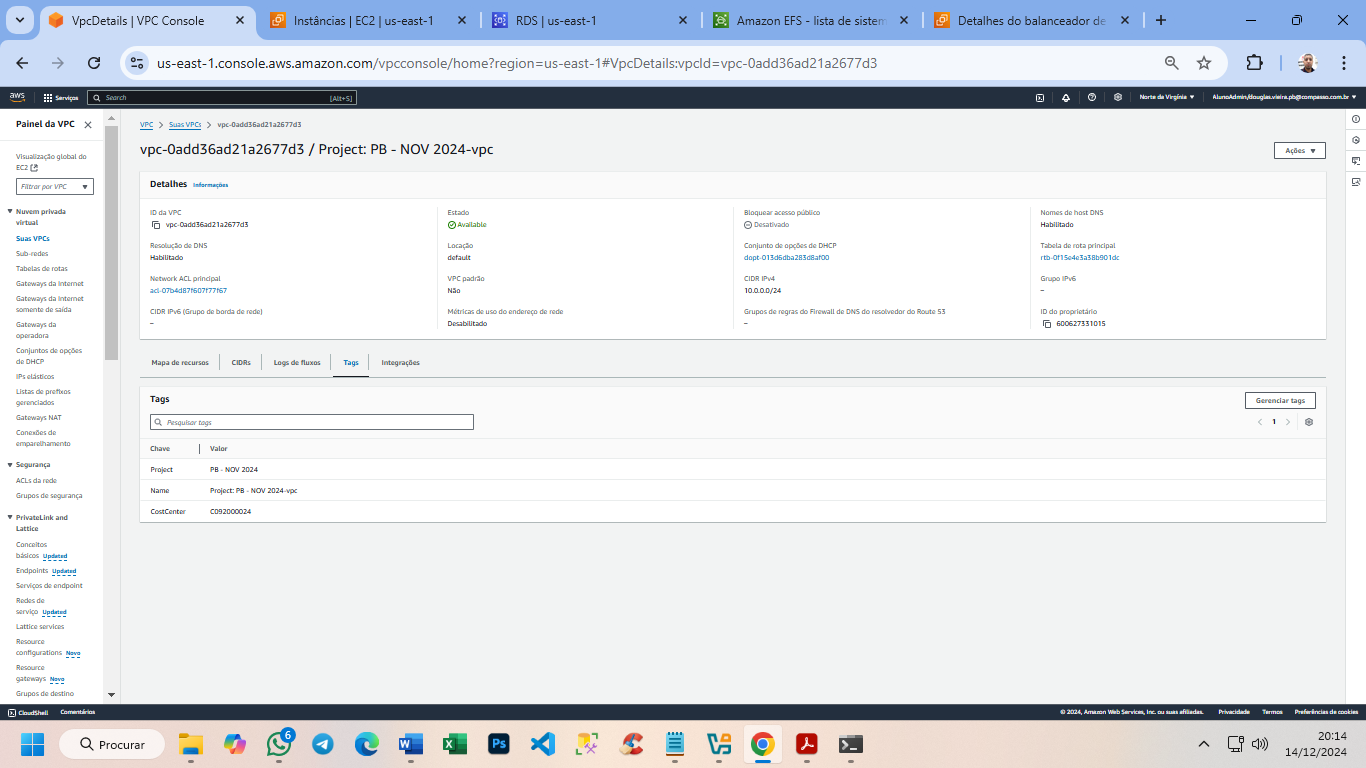 VpcDetails | VPC Console
Instâncias | EC2 | us-east-1
RDS | us-east-1
Amazon EFS - lista de sistem
Detalhes do balanceador de
us-east-1.console.aws.amazon.com/vpcconsole/home?region=us-east-1#VpcDetails:vpcId=vpc-0add36ad21a2677d3
aws
Serviços
Search
[Alt+S]
Norte da Virgínia
AlunoAdmin/douglas.vieira.pb@compasso.com.br
Painel da VPC
Visualização global do
EC2
Filtrar por VPC
Nuvem privada
virtual
Suas VPCs
Sub-redes
Tabelas de rotas
Gateways da Internet
Gateways da Internet
somente de saída
Gateways da
operadora
Conjuntos de opções
de DHCP
IPs elásticos
Listas de prefixos
gerenciados
Gateways NAT
Conexões de
emparelhamento
Segurança
ACLs da rede
Grupos de segurança
PrivateLink and
Lattice
Conceitos
básicos Updated
Endpoints Updated
Serviços de endpoint
Redes de
serviço Updated
Lattice services
Resource
configurations Novo
Resource
gateways Novo
Grupos de destino
VPC > Suas VPCs > vpc-0add36ad21a2677d3
vpc-0add36ad21a2677d3 / Project: PB - NOV 2024-vpc
Ações
Detalhes Informações
ID da VPC
vpc-0add36ad21a2677d3
Estado
Available
Bloquear acesso público
Desativado
Nomes de host DNS
Habilitado
Resolução de DNS
Habilitado
Locação
default
Conjunto de opções de DHCP
dopt-013d6dba283d8af00
Tabela de rota principal
rtb-0f15e4e3a38b901dc
Network ACL principal
acl-07b4d87f607f77f67
VPC padrão
Não
CIDR IPv4
10.0.0.0/24
Grupo IPv6
–
CIDR IPv6 (Grupo de borda de rede)
–
Métricas de uso do endereço de rede
Desabilitado
Grupos de regras do Firewall de DNS do resolvedor do Route 53
–
ID do proprietário
600627331015
Mapa de recursos
CIDRs
Logs de fluxos
Tags
Integrações
Tags
Gerenciar tags
Pesquisar tags
1
Chave Valor
Project PB - NOV 2024
Name Project: PB - NOV 2024-vpc
CostCenter C092000024
CloudShell
Comentários
© 2024, Amazon Web Services, Inc. ou suas afiliadas.
Privacidade
Termos
Preferências de cookies
Procurar
6
20:14
14/12/2024